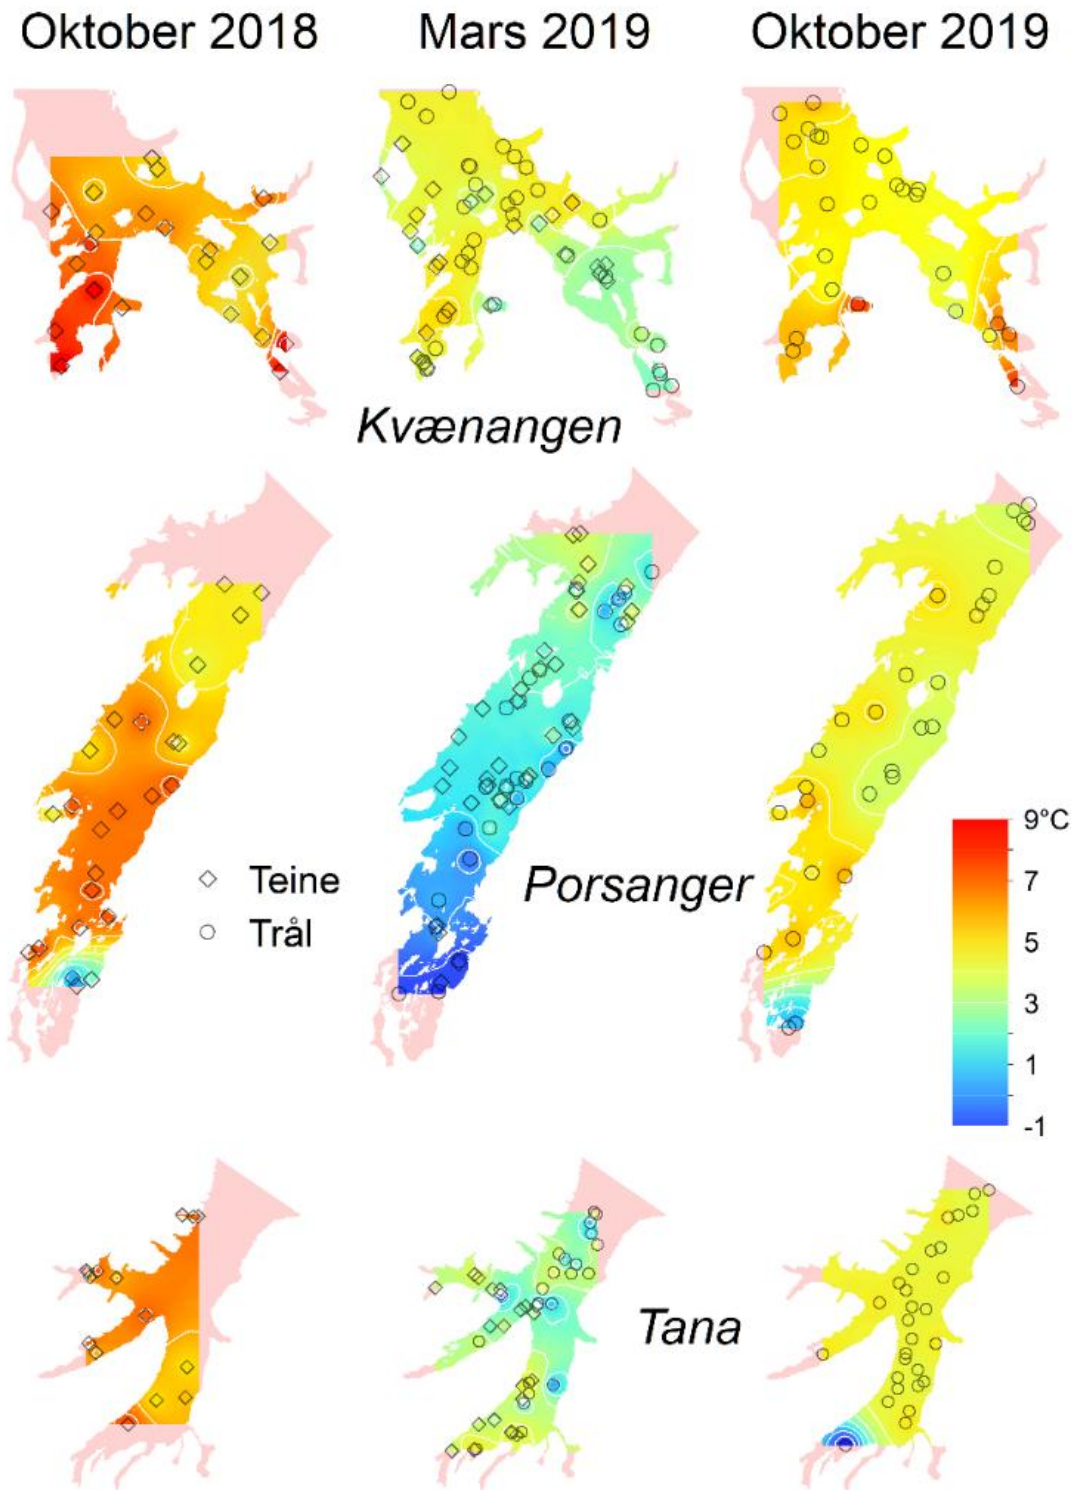 Oktober 2018 Mars 2019 Oktober 2019
Kvænangen
9°C
7
5
3
1
-1
Teine
Trål
Porsanger
Tana